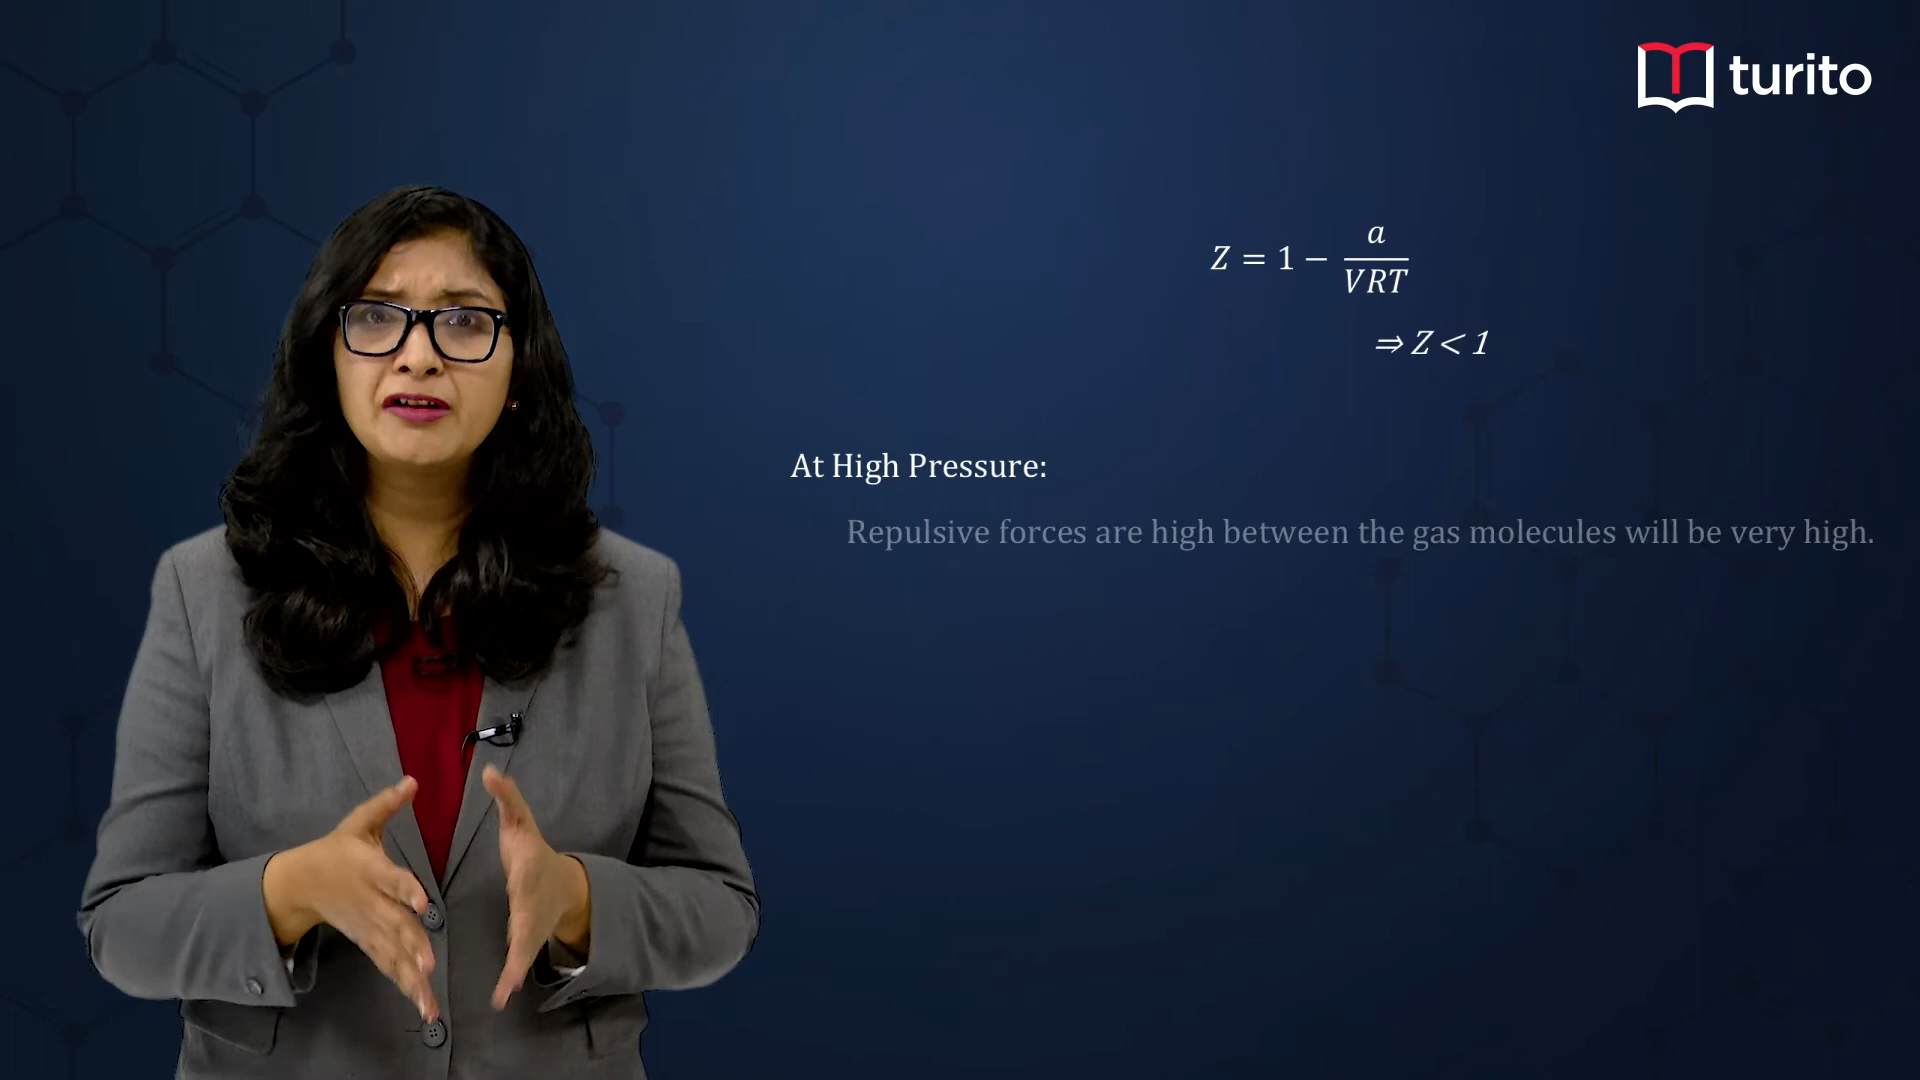 turito
Z = 1 − a/VRT
⇒ Z < 1
At High Pressure:
Repulsive forces are high between the gas molecules will be very high.